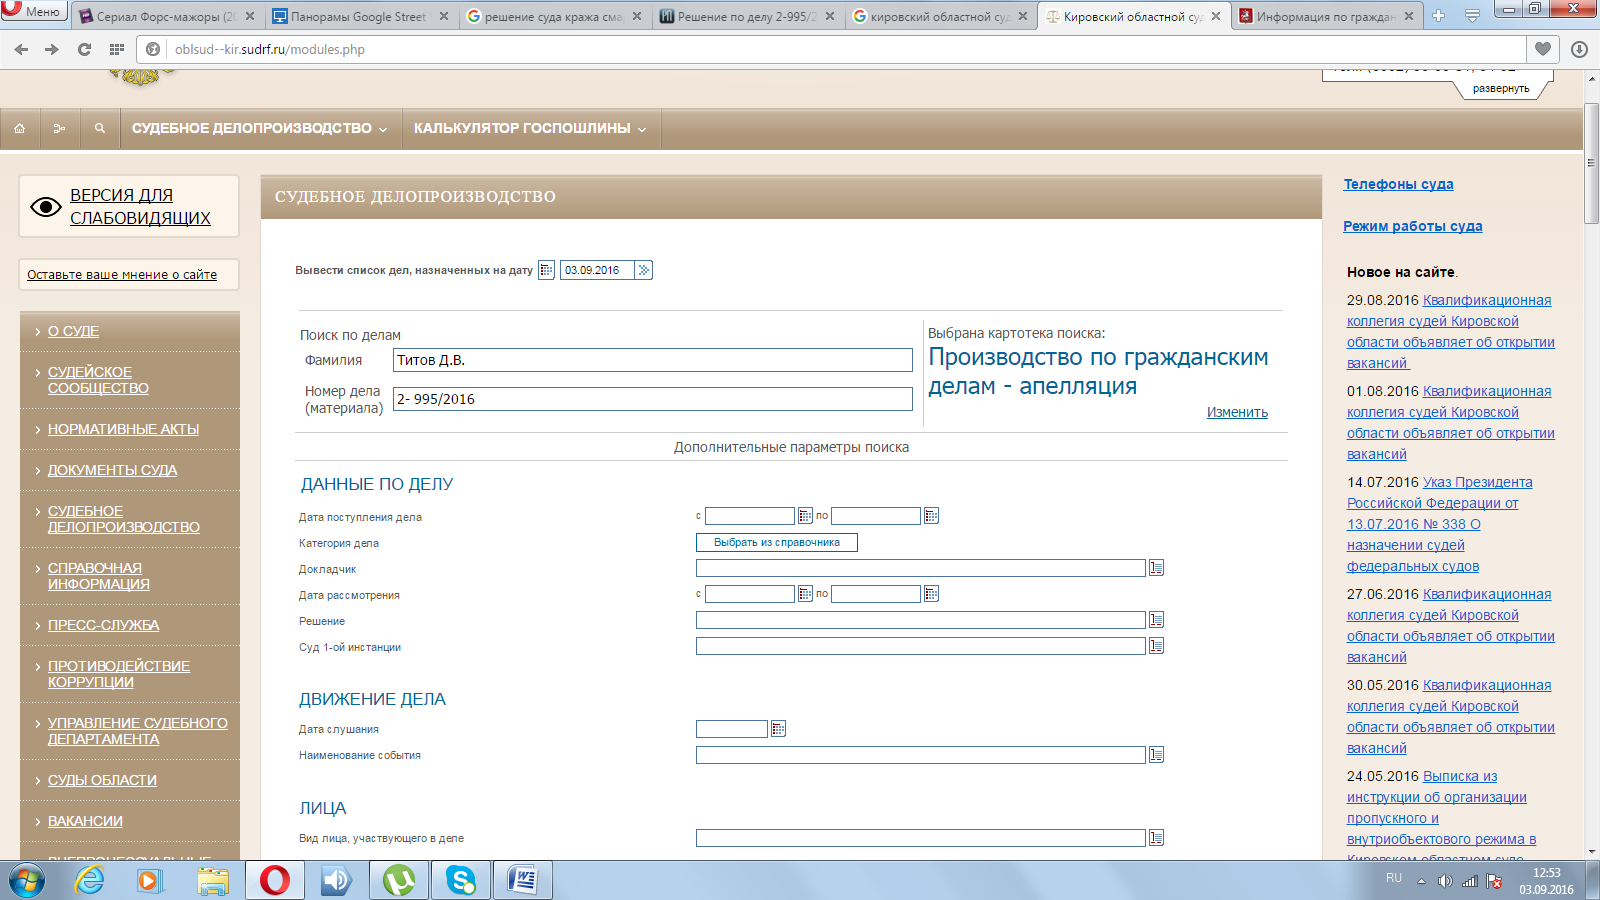 Меню
Сериал Форс-мажоры (20
Панорамы Google Street
решение суда кража сма
Решение по делу 2-995/2
кировский областной суд
Кировский областной суд
Информация по граждан
oblsud--kir.sudrf.ru/modules.php
развернуть
СУДЕБНОЕ ДЕЛОПРОИЗВОДСТВО
КАЛЬКУЛЯТОР ГОСПОШЛИНЫ
ВЕРСИЯ ДЛЯ
СЛАБОВИДЯЩИХ
Оставьте ваше мнение о сайте
О СУДЕ
СУДЕЙСКОЕ
СООБЩЕСТВО
НОРМАТИВНЫЕ АКТЫ
ДОКУМЕНТЫ СУДА
СУДЕБНОЕ
ДЕЛОПРОИЗВОДСТВО
СПРАВОЧНАЯ
ИНФОРМАЦИЯ
ПРЕСС-СЛУЖБА
ПРОТИВОДЕЙСТВИЕ
КОРРУПЦИИ
УПРАВЛЕНИЕ СУДЕБНОГО
ДЕПАРТАМЕНТА
СУДЫ ОБЛАСТИ
ВАКАНСИИ
ВНЕПРОЦЕССУАЛЬНЫЕ
СУДЕБНОЕ ДЕЛОПРОИЗВОДСТВО
Вывести список дел, назначенных на дату 03.09.2016
Поиск по делам
Фамилия Титов Д.В.
Номер дела
(материала) 2- 995/2016
Выбрана картотека поиска:
Производство по гражданским
делам - апелляция
Изменить
Дополнительные параметры поиска
ДАННЫЕ ПО ДЕЛУ
Дата поступления дела с по
Категория дела Выбрать из справочника
Докладчик
Дата рассмотрения с по
Решение
Суд 1-ой инстанции
ДВИЖЕНИЕ ДЕЛА
Дата слушания
Наименование события
ЛИЦА
Вид лица, участвующего в деле
Телефоны суда
Режим работы суда
Новое на сайте.
29.08.2016 Квалификационная
коллегия судей Кировской
области объявляет об открытии
вакансий
01.08.2016 Квалификационная
коллегия судей Кировской
области объявляет об открытии
вакансий
14.07.2016 Указ Президента
Российской Федерации от
13.07.2016 № 338 О
назначении судей
федеральных судов
27.06.2016 Квалификационная
коллегия судей Кировской
области объявляет об открытии
вакансий
30.05.2016 Квалификационная
коллегия судей Кировской
области объявляет об открытии
вакансий
24.05.2016 Выписка из
инструкции об организации
пропускного и
внутриобъектового режима в
Кировском областном суде
RU
12:53
03.09.2016